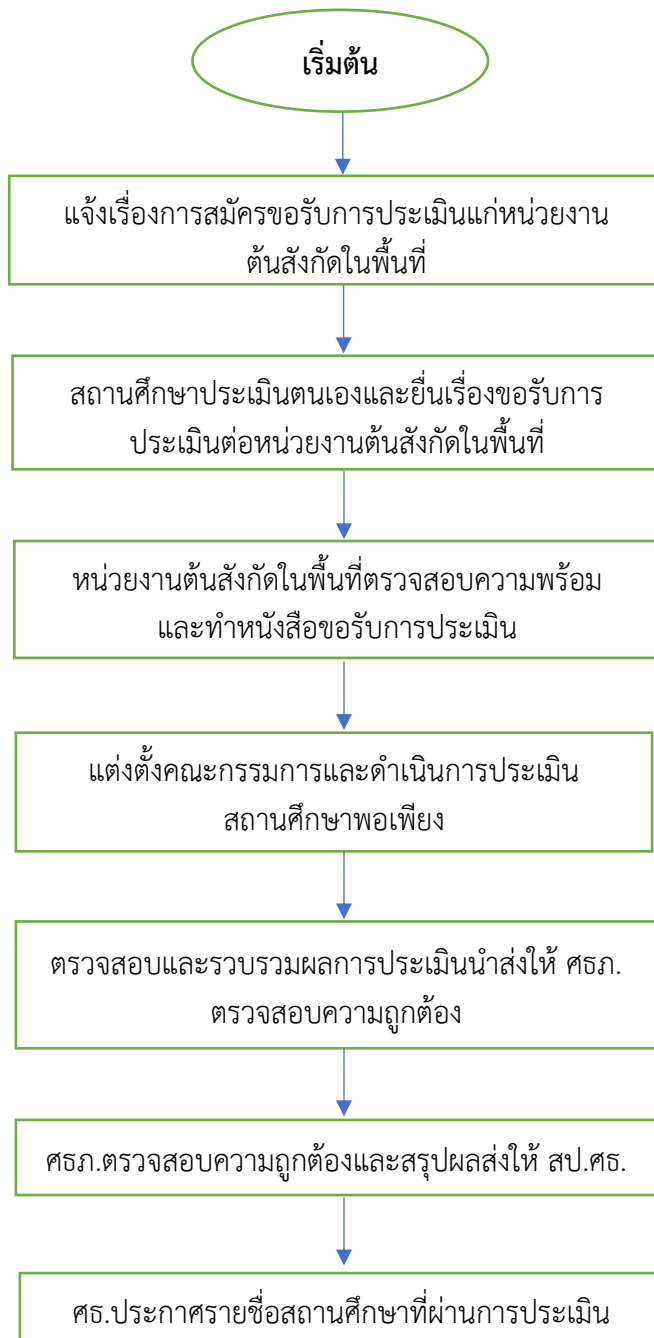 เริ่มต้น
แจ้งเรื่องการสมัครขอรับการประเมินแก่หน่วยงาน
ต้นสังกัดในพื้นที่
สถานศึกษาประเมินตนเองและยื่นเรื่องขอรับการ
ประเมินต่อหน่วยงานต้นสังกัดในพื้นที่
หน่วยงานต้นสังกัดในพื้นที่ตรวจสอบความพร้อม
และทำหนังสือขอรับการประเมิน
แต่งตั้งคณะกรรมการและดำเนินการประเมิน
สถานศึกษาพอเพียง
ตรวจสอบและรวบรวมผลการประเมินนำส่งให้ ศธภ.
ตรวจสอบความถูกต้อง
ศธภ.ตรวจสอบความถูกต้องและสรุปผลส่งให้ สป.ศธ.
ศธ.ประกาศรายชื่อสถานศึกษาที่ผ่านการประเมิน